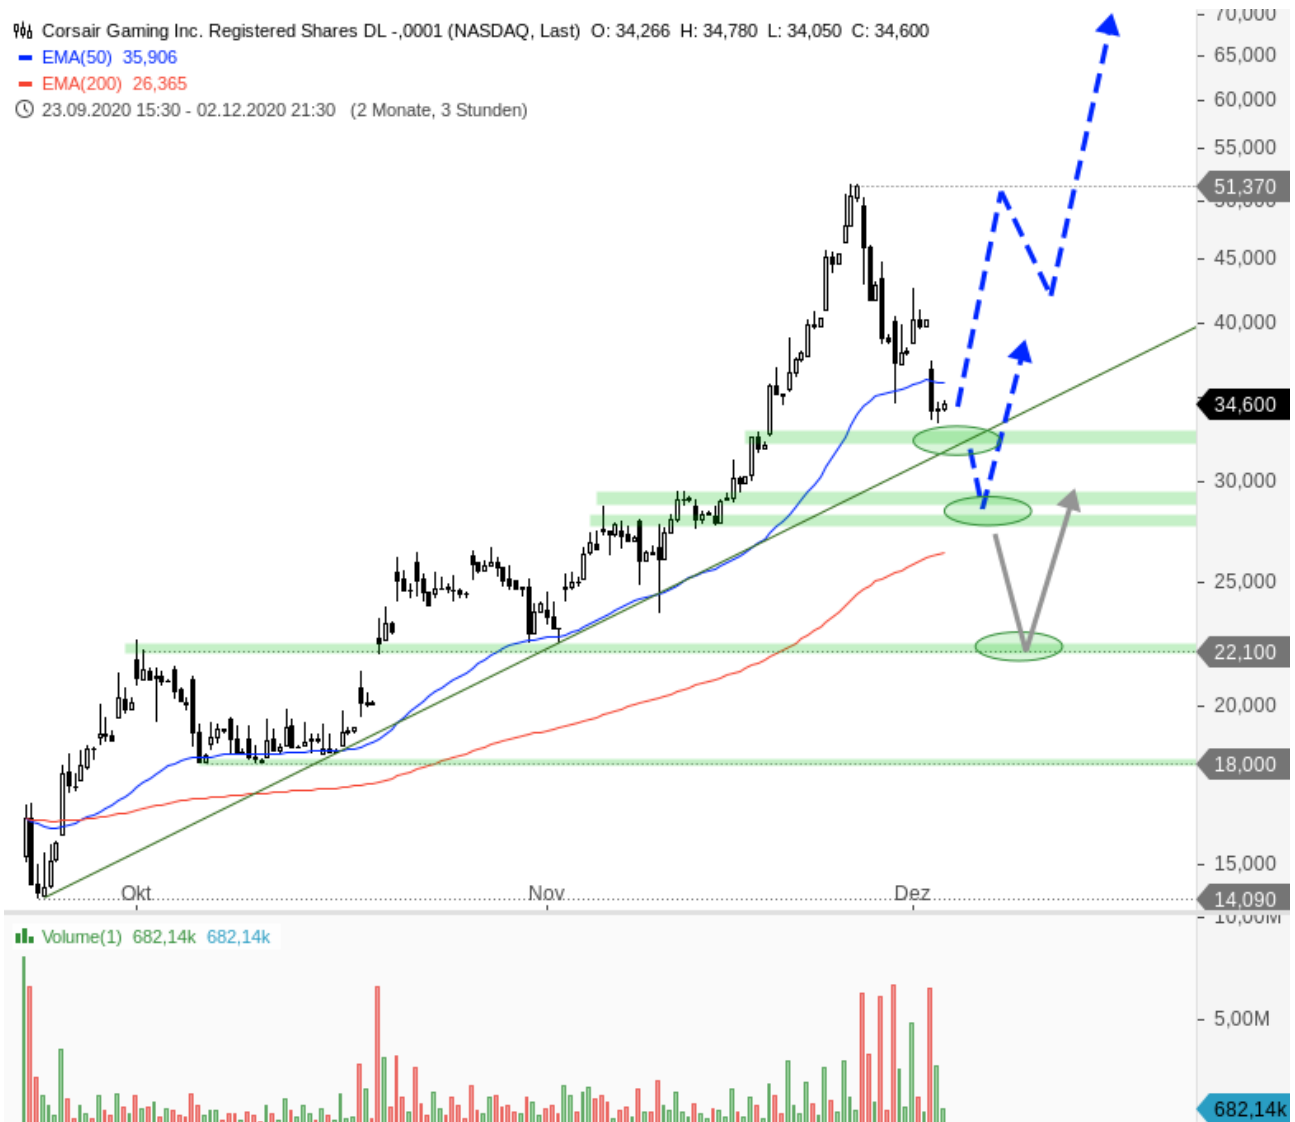 Corsair Gaming Inc. Registered Shares DL -,0001 (NASDAQ, Last) O: 34,266 H: 34,780 L: 34,050 C: 34,600
EMA(50) 35,906
EMA(200) 26,365
23.09.2020 15:30 - 02.12.2020 21:30 (2 Monate, 3 Stunden)
70,000
65,000
60,000
55,000
51,370
50,000
45,000
40,000
34,600
30,000
25,000
22,100
20,000
18,000
15,000
14,090
Okt Nov Dez
10,00M
Volume(1) 682,14k 682,14k
5,00M
682,14k